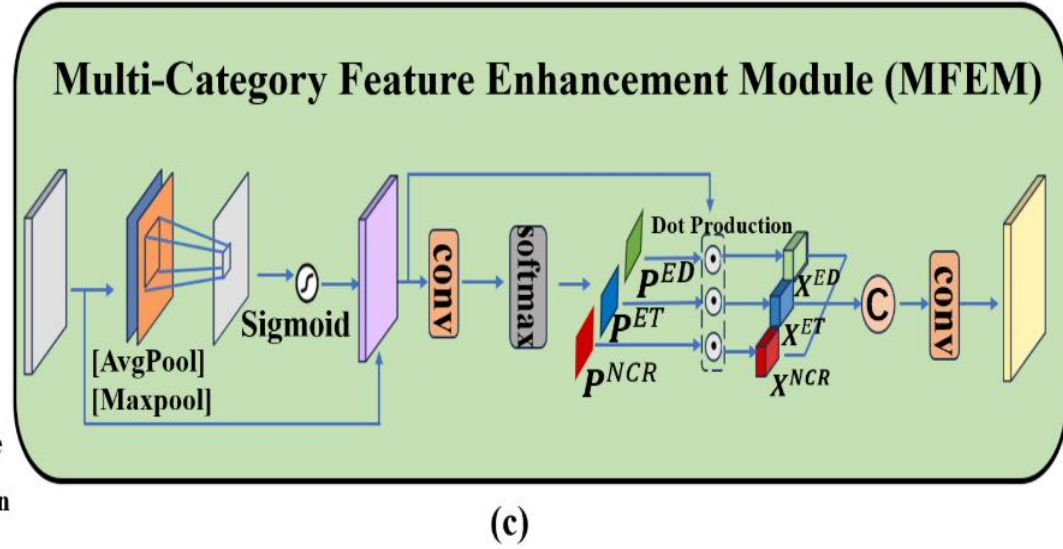 Multi-Category Feature Enhancement Module (MFEM)
Dot Production
conv
softmax
P^{ED}
P^{ET}
P^{NCR}
X^{ED}
X^{ET}
X^{NCR}
C
conv
Sigmoid
[AvgPool]
[Maxpool]
e
n
(c)